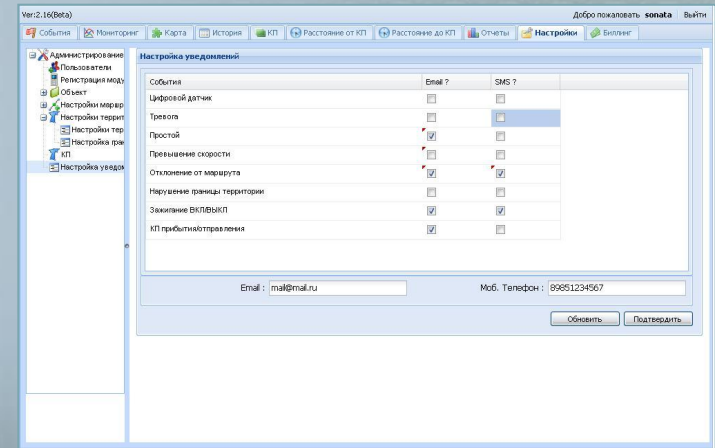 Ver:2.16(Beta)
Добро пожаловать sonata Выйти
События Мониторинг Карта История КП Расстояние от КП Расстояние до КП Отчеты Настройки Биллинг
Администрирование
Пользователи
Регистрация моду
Объект
Настройки маршр
Настройки террит
Настройки тер
Настройка гра
КП
Настройка уведом
Настройка уведомлений
События Email ? SMS ?
Цифровой датчик
Тревога
Простой
Превышение скорости
Отклонение от маршрута
Нарушение границы территории
Зажигание ВКЛ/ВЫКЛ
КП прибытия/отправления
Email : mail@mail.ru Моб. Телефон : 89851234567
Обновить Подтвердить